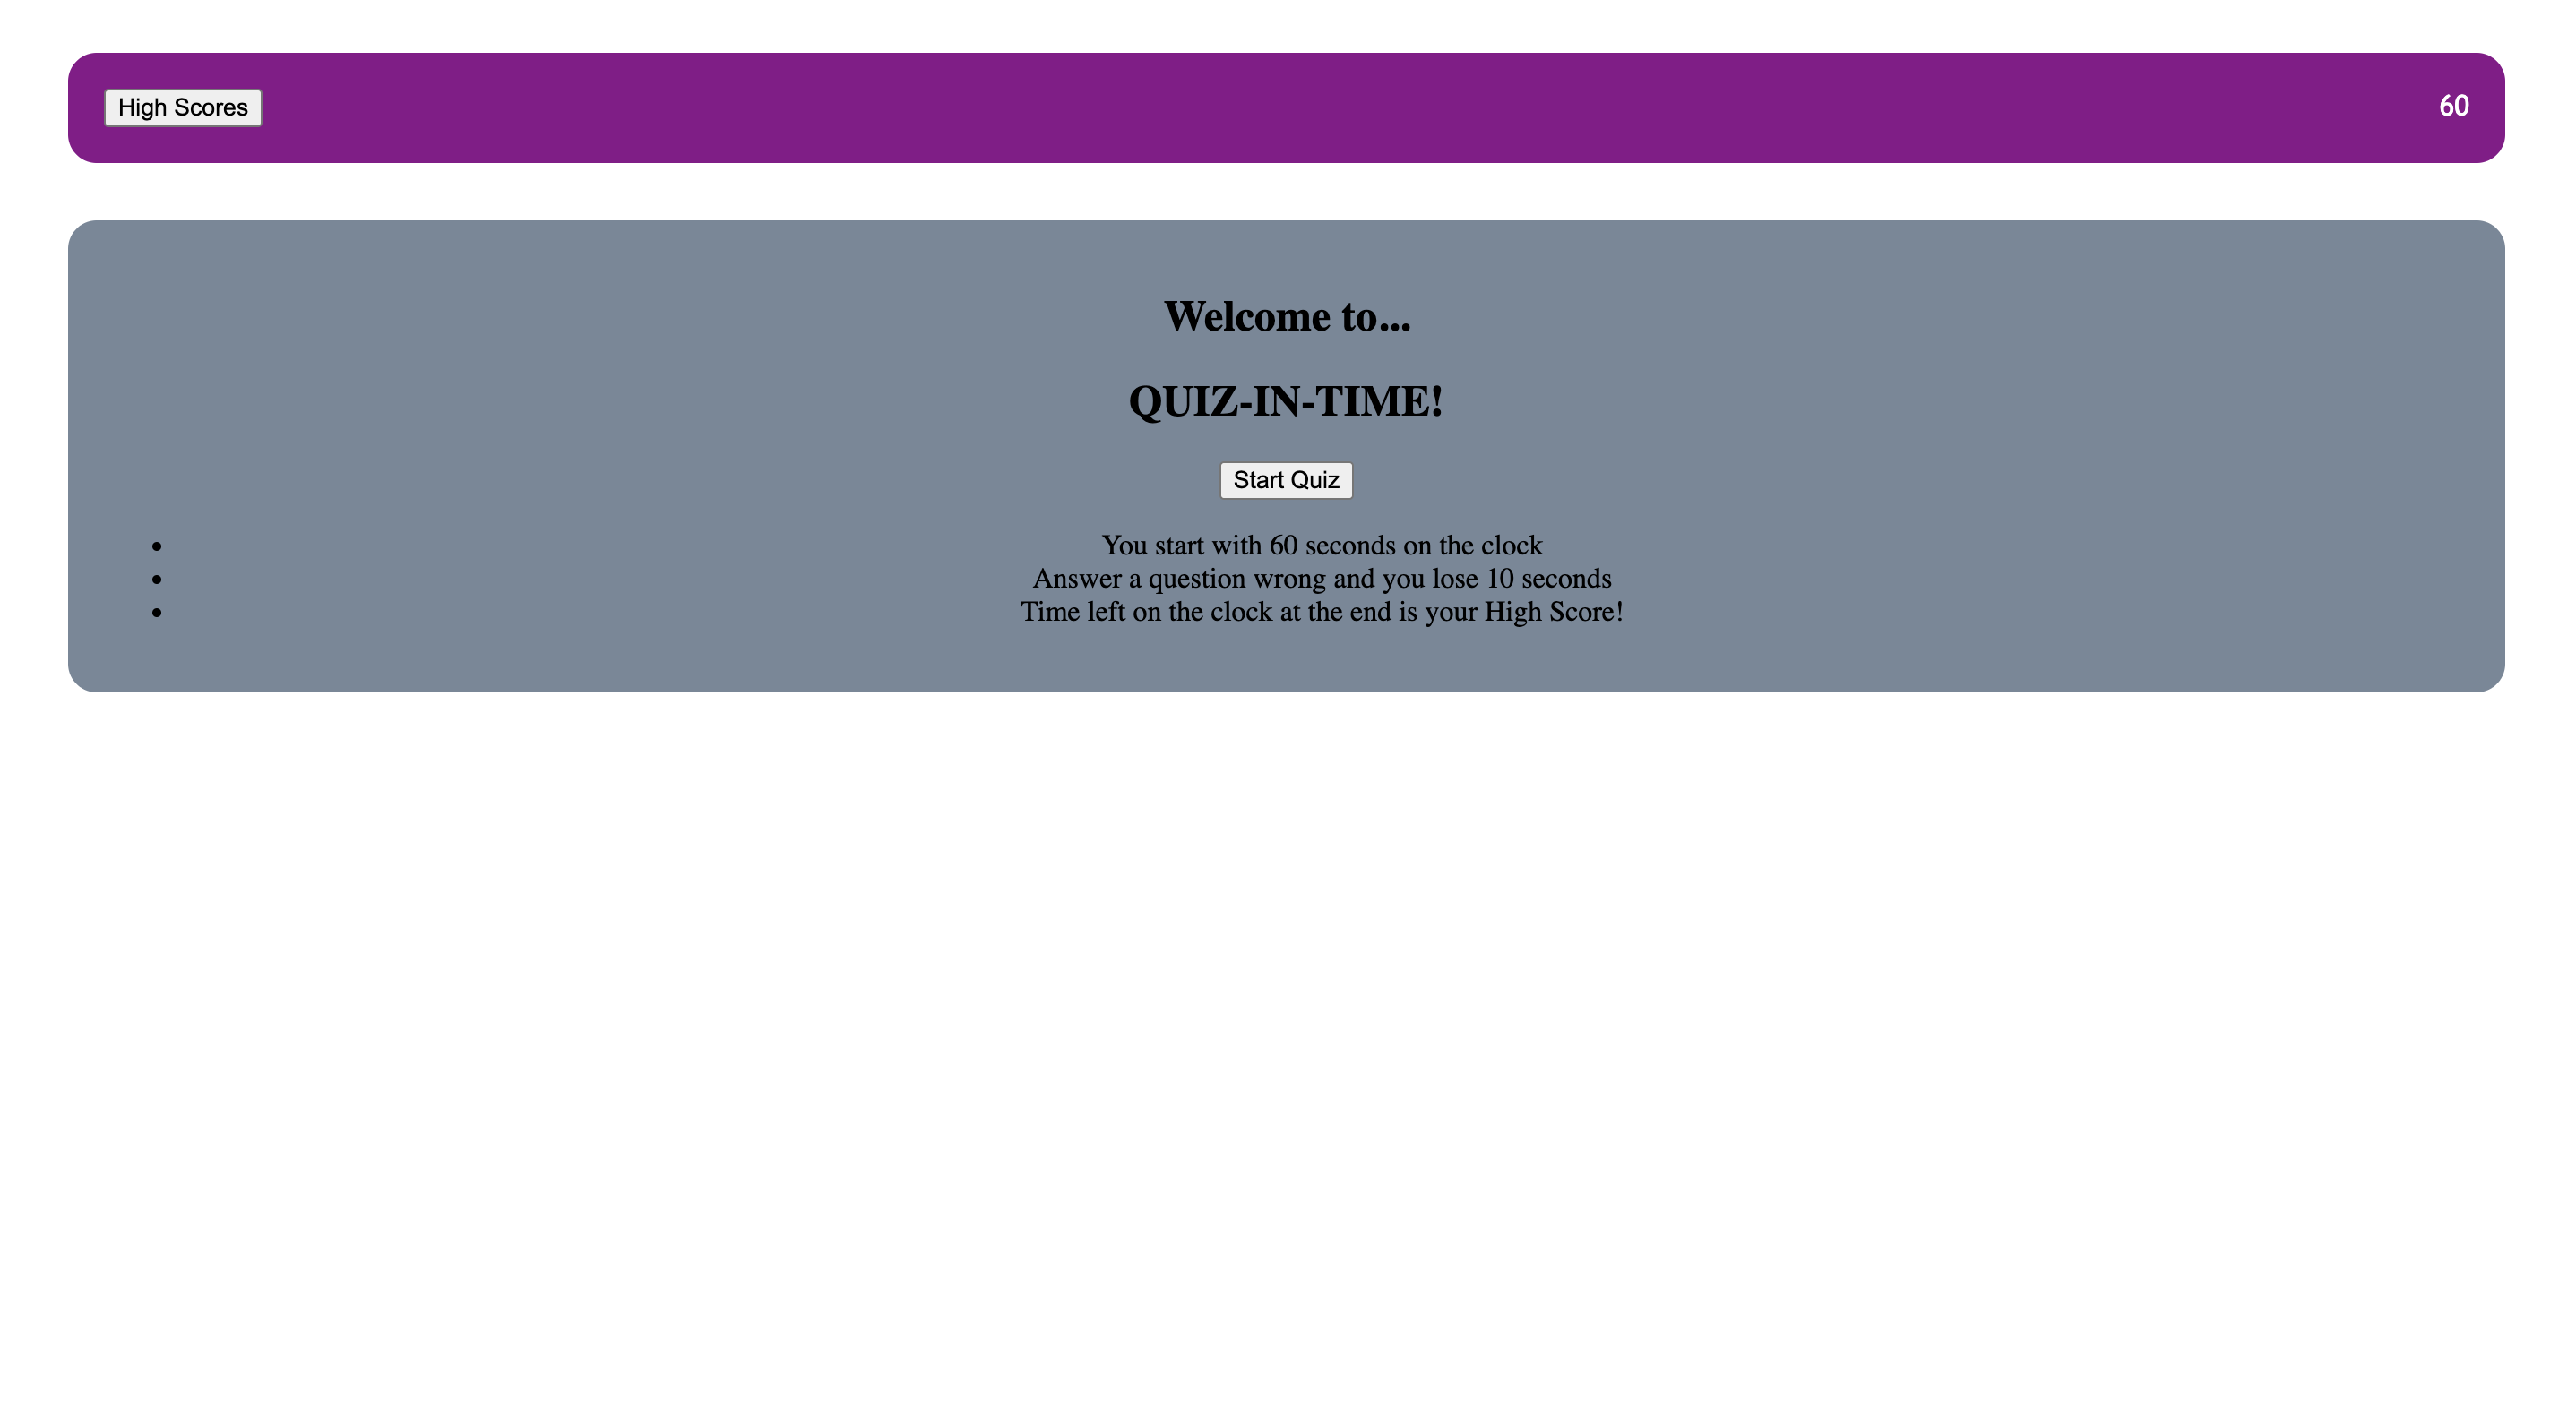 High Scores
60
Welcome to...
QUIZ-IN-TIME!
Start Quiz
• You start with 60 seconds on the clock
• Answer a question wrong and you lose 10 seconds
• Time left on the clock at the end is your High Score!